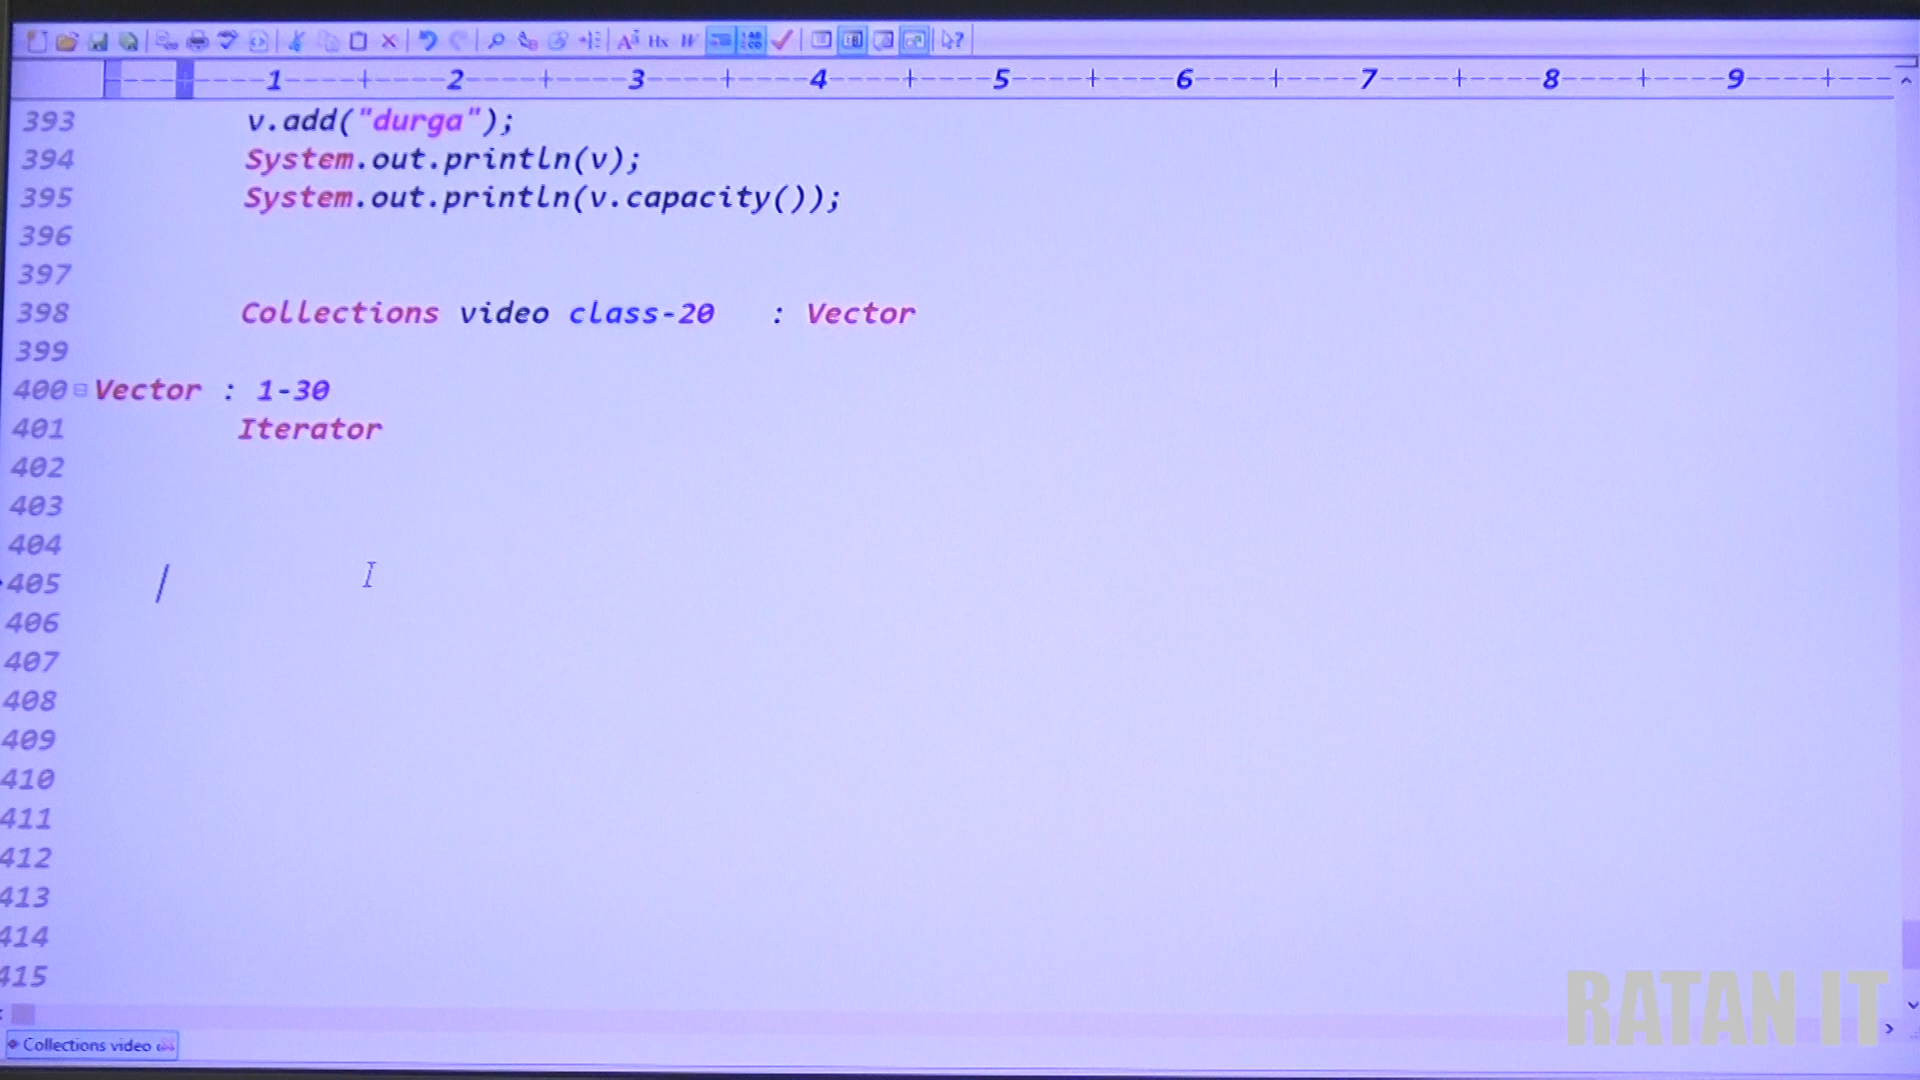 1 2 3 4 5 6 7 8 9
393 v.add("durga");
394 System.out.println(v);
395 System.out.println(v.capacity());
396
397
398 Collections video class-20 : Vector
399
400 Vector : 1-30
401 Iterator
402
403
404
405
406
407
408
409
410
411
412
413
414
415
RATAN IT
Collections video